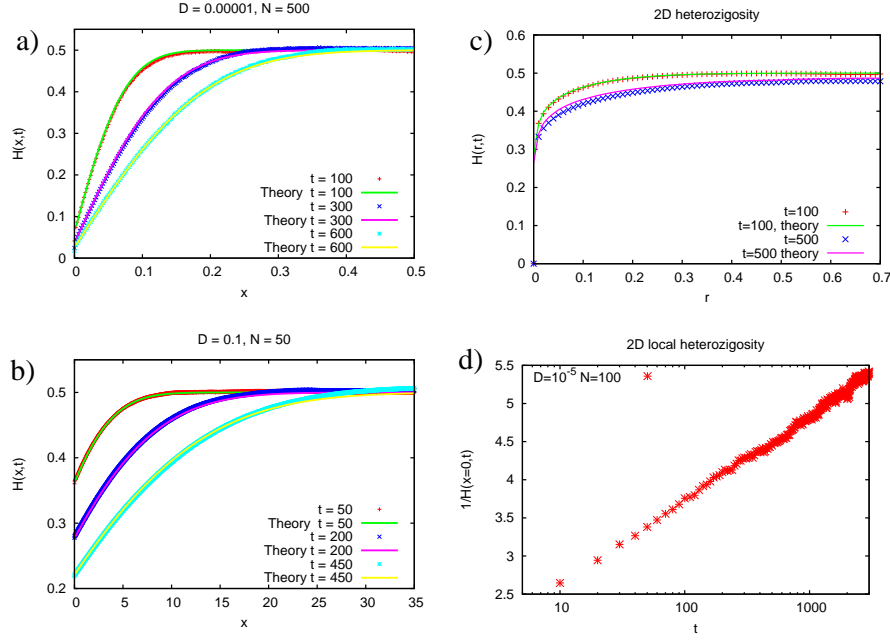 a)
D = 0.00001, N = 500
H(x,t)
0.5
0.4
0.3
0.2
0.1
0
0 0.1 0.2 0.3 0.4 0.5
x
t = 100
Theory t = 100
t = 300
Theory t = 300
t = 600
Theory t = 600
c)
2D heterozigosity
H(r,t)
0.6
0.5
0.4
0.3
0.2
0.1
0
0 0.1 0.2 0.3 0.4 0.5 0.6 0.7
r
t=100
t=100, theory
t=500
t=500 theory
b)
D = 0.1, N = 50
H(x,t)
0.6
0.5
0.4
0.3
0.2
0 5 10 15 20 25 30 35
x
t = 50
Theory t = 50
t = 200
Theory t = 200
t = 450
Theory t = 450
d)
2D local heterozigosity
1/H(x=0,t)
5.5
5
4.5
4
3.5
3
2.5
10 100 1000
t
D=10-5 N=100